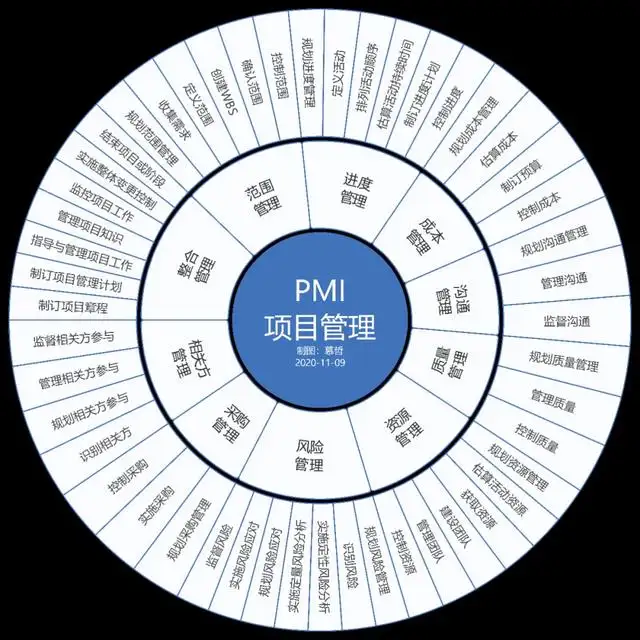 PMI
项目管理
制图：慕哲
2020-11-09
整合
管理
范围
管理
进度
管理
成本
管理
沟通
管理
质量
管理
资源
管理
风险
管理
采购
管理
相关方
管理
制订项目章程
制订项目管理计划
指导与管理项目工作
管理项目知识
监控项目工作
实施整体变更控制
结束项目或阶段
规划范围管理
收集需求
定义范围
创建WBS
确认范围
控制范围
规划进度管理
定义活动
排列活动顺序
估算活动持续时间
制订进度计划
控制进度
规划成本管理
估算成本
制订预算
控制成本
规划沟通管理
管理沟通
监督沟通
规划质量管理
管理质量
控制质量
规划资源管理
估算活动资源
获取资源
建设团队
管理团队
控制资源
规划风险管理
识别风险
实施定性风险分析
实施定量风险分析
规划风险应对
实施风险应对
监督风险
规划采购管理
实施采购
控制采购
识别相关方
规划相关方参与
管理相关方参与
监督相关方参与